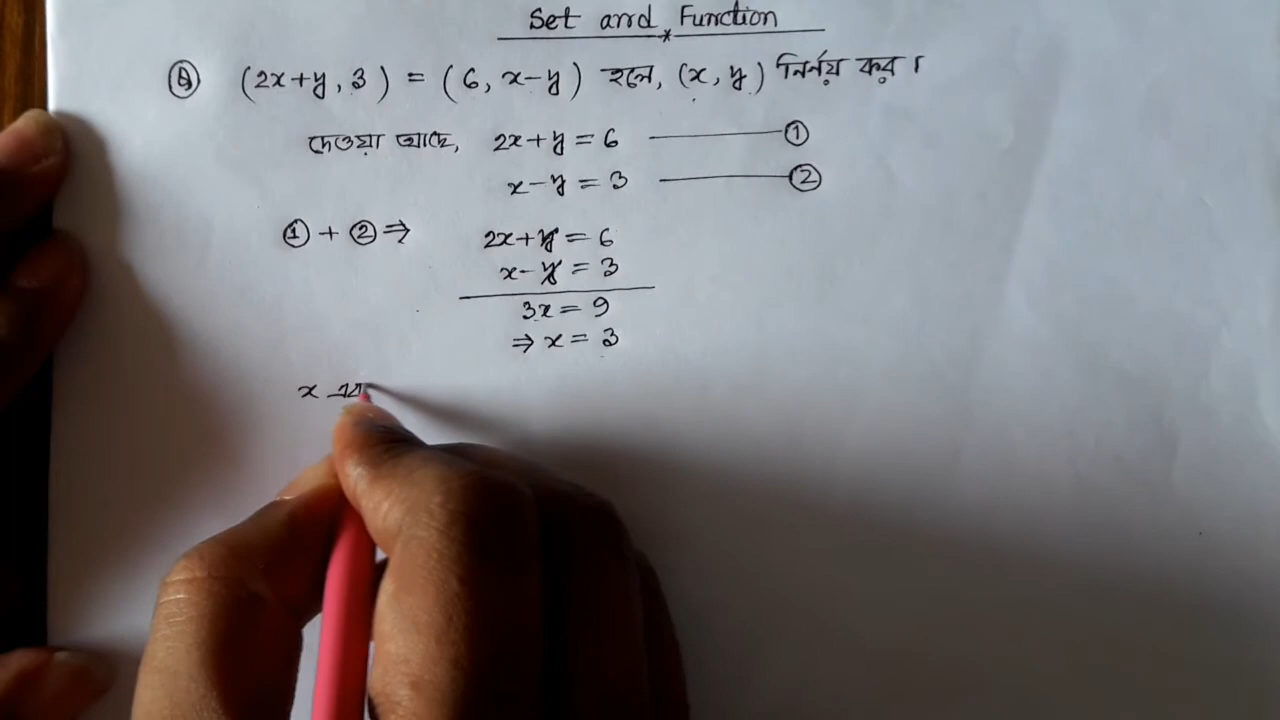 Set and Function
Q (2x+y, 3) = (6, x-y) হলে, (x, y) নির্নয় কর।
দেওয়া আছে, 2x+y = 6 ——— ①
x-y = 3 ——— ②
① + ② ⇒ 2x+y = 6
x-y = 3
3x = 9
⇒ x = 3
x এর